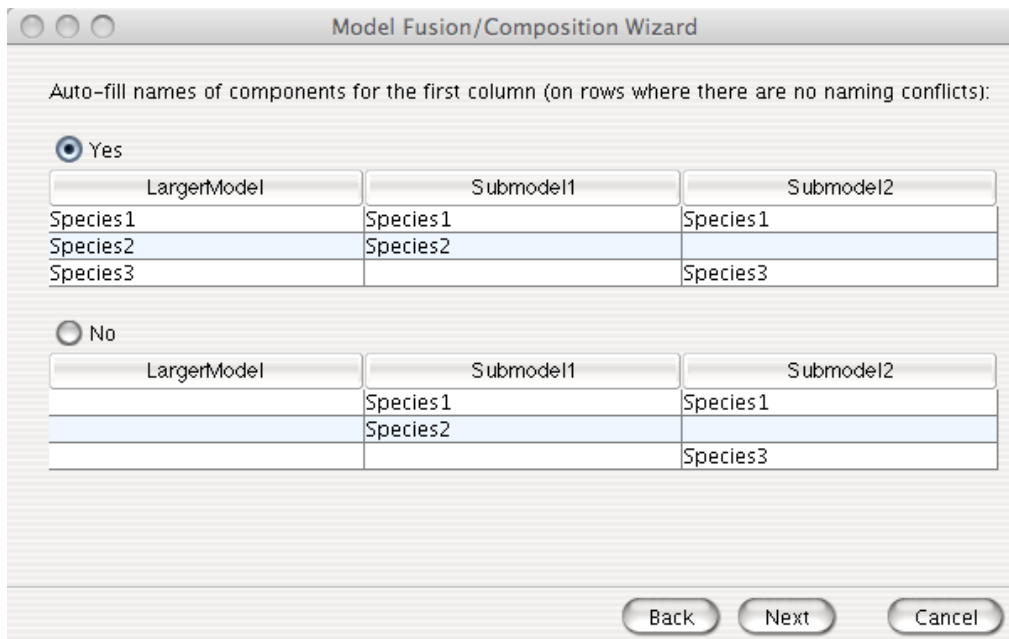 Model Fusion/Composition Wizard
Auto-fill names of components for the first column (on rows where there are no naming conflicts):
Yes
LargerModel Submodel1 Submodel2
Species1 Species1 Species1
Species2 Species2
Species3 Species3
No
LargerModel Submodel1 Submodel2
Species1 Species1
Species2
Species3
Back Next Cancel